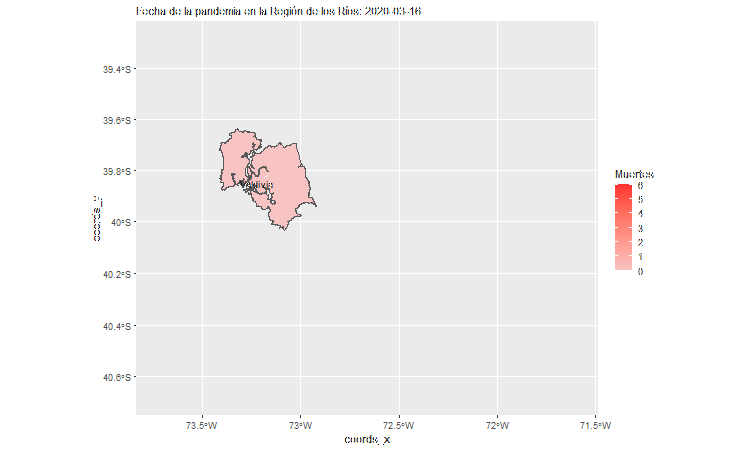 Fecha de la pandemia en la Región de los Ríos: 2020-03-16
39.4°S
39.6°S
39.8°S
40°S
40.2°S
40.4°S
40.6°S
coords_y
Valdivia
73.5°W
73°W
72.5°W
72°W
71.5°W
coords_x
Muertes
6
5
4
3
2
1
0